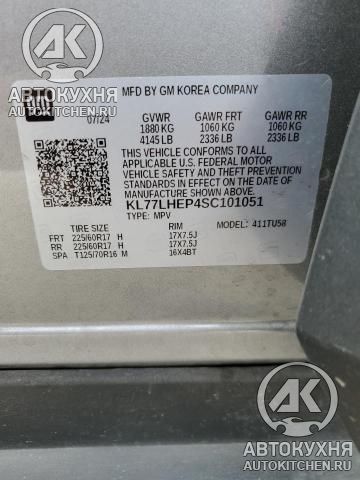 AK
АВТОКУХНЯ
AUTOKITCHEN.RU
AK
АВТОКУХНЯ
AUTOKITCHEN.RU
MFD BY GM KOREA COMPANY
07/24
GVWR GAWR FRT GAWR RR
1880 KG 1060 KG 1060 KG
4145 LB 2336 LB 2336 LB
THIS VEHICLE CONFORMS TO ALL
APPLICABLE U.S. FEDERAL MOTOR
VEHICLE SAFETY AND THEFT PREVENTION
STANDARDS IN EFFECT ON THE DATE OF
MANUFACTURE SHOWN ABOVE.
KL77LHEP4SC101051
TYPE: MPV MODEL: 411TU58
TIRE SIZE RIM
FRT 225/60R17 H 17X7.5J
RR 225/60R17 H 17X7.5J
SPA T125/70R16 M 16X4BT
AK
АВТОКУХНЯ
AUTOKITCHEN.RU